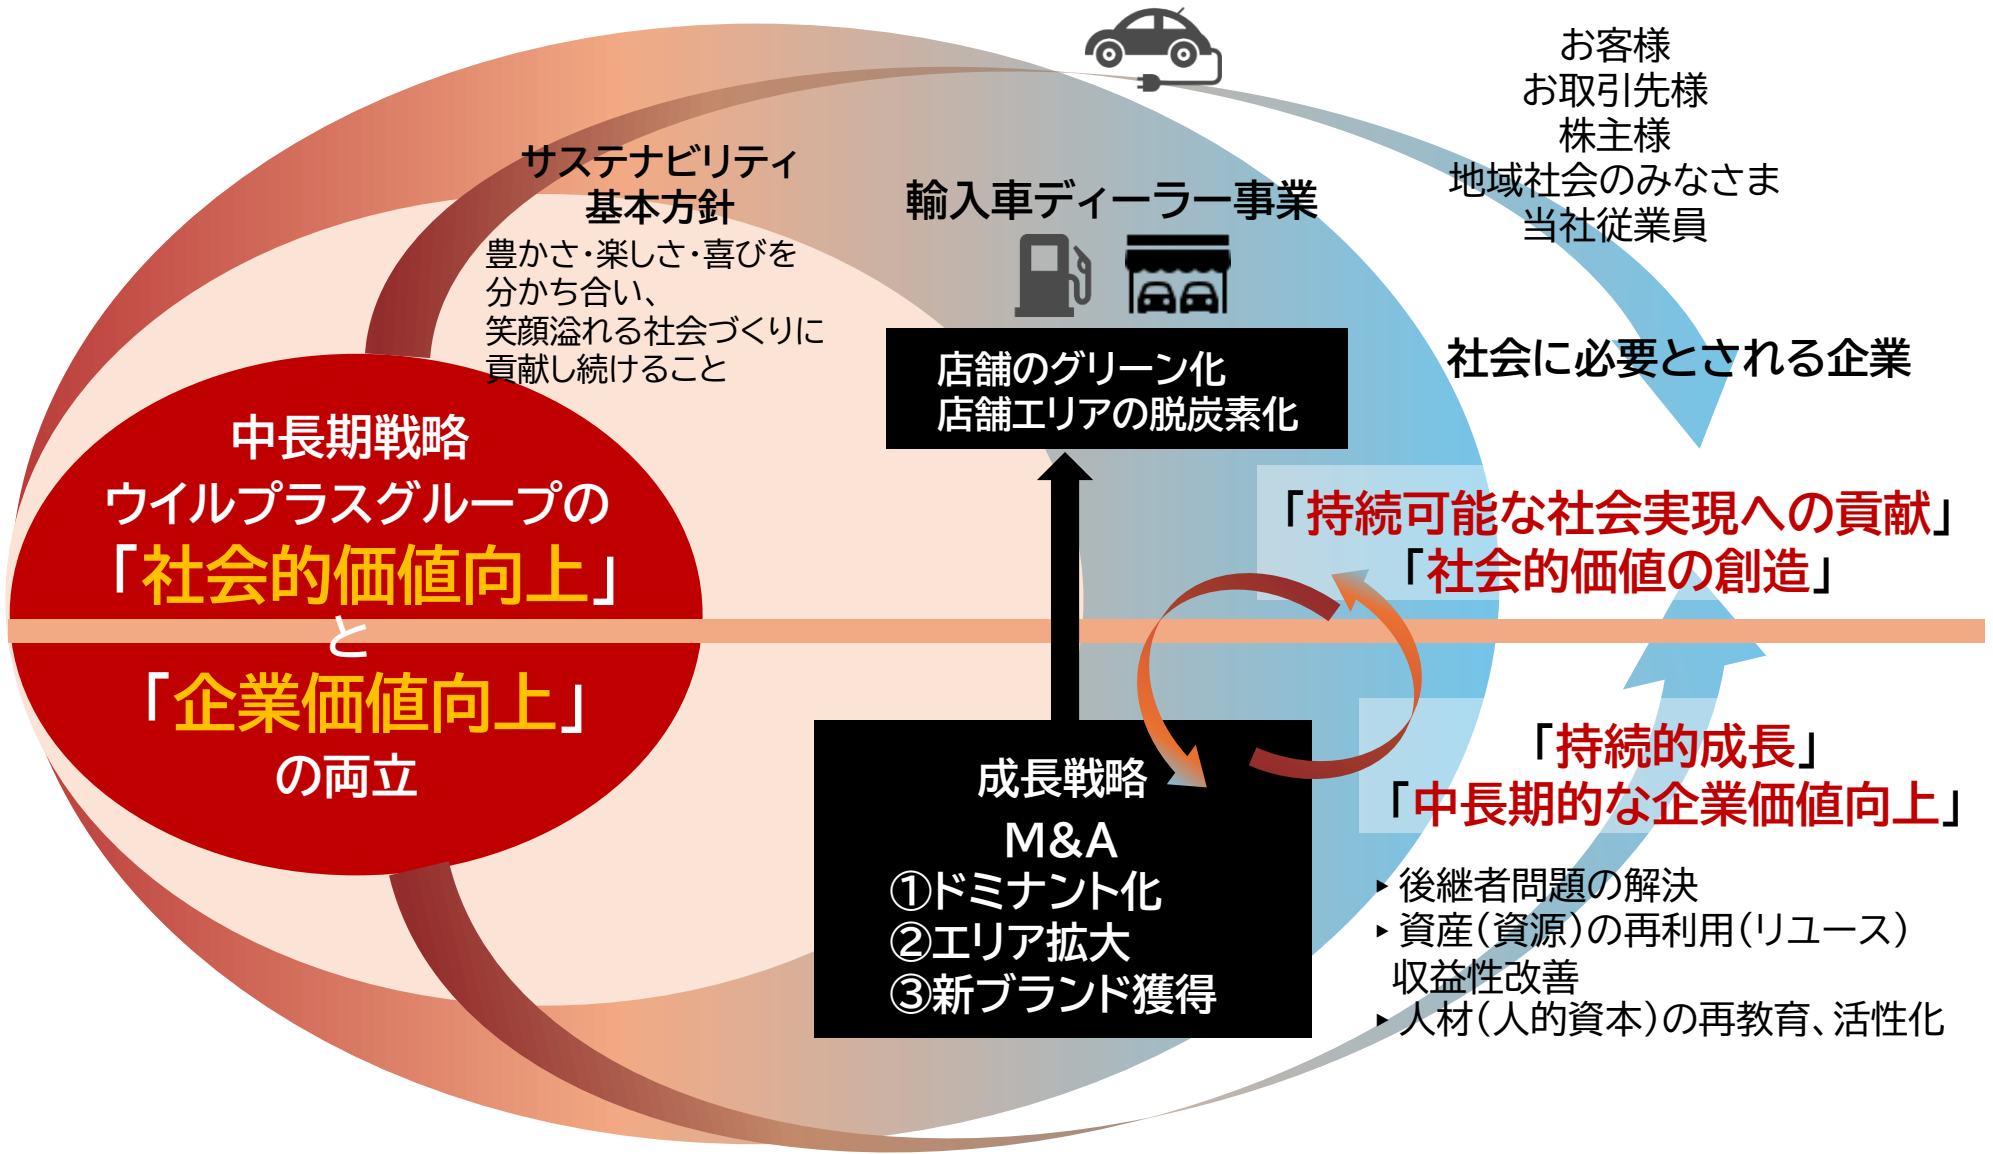 中長期戦略
ウイルプラスグループの
「社会的価値向上」
と
「企業価値向上」
の両立
サステナビリティ
基本方針
豊かさ・楽しさ・喜びを
分かち合い、
笑顔溢れる社会づくりに
貢献し続けること
輸入車ディーラー事業
店舗のグリーン化
店舗エリアの脱炭素化
成長戦略
M&A
①ドミナント化
②エリア拡大
③新ブランド獲得
お客様
お取引先様
株主様
地域社会のみなさま
当社従業員
社会に必要とされる企業
「持続可能な社会実現への貢献」
「社会的価値の創造」
「持続的成長」
「中長期的な企業価値向上」
▸ 後継者問題の解決
▸ 資産(資源)の再利用(リユース)
収益性改善
▸ 人材(人的資本)の再教育、活性化